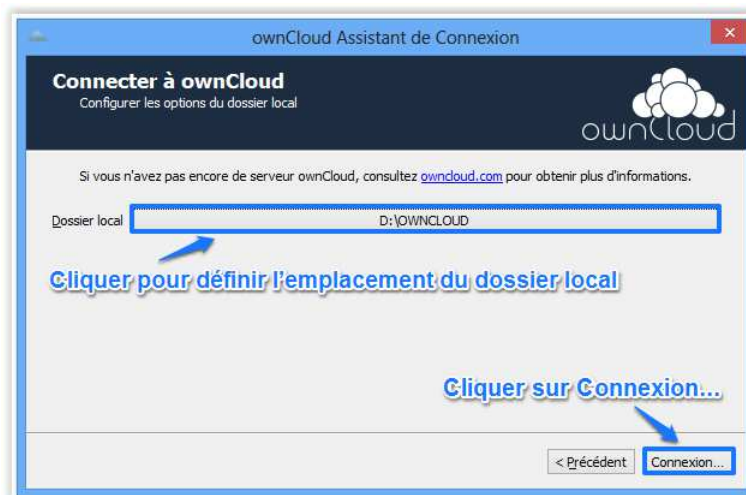 ownCloud Assistant de Connexion
×
Connecter à ownCloud
Configurer les options du dossier local
ownCloud
Si vous n'avez pas encore de serveur ownCloud, consultez owncloud.com pour obtenir plus d'informations.
Dossier local D:\OWNCLOUD
Cliquer pour définir l'emplacement du dossier local
Cliquer sur Connexion...
< Précédent Connexion...